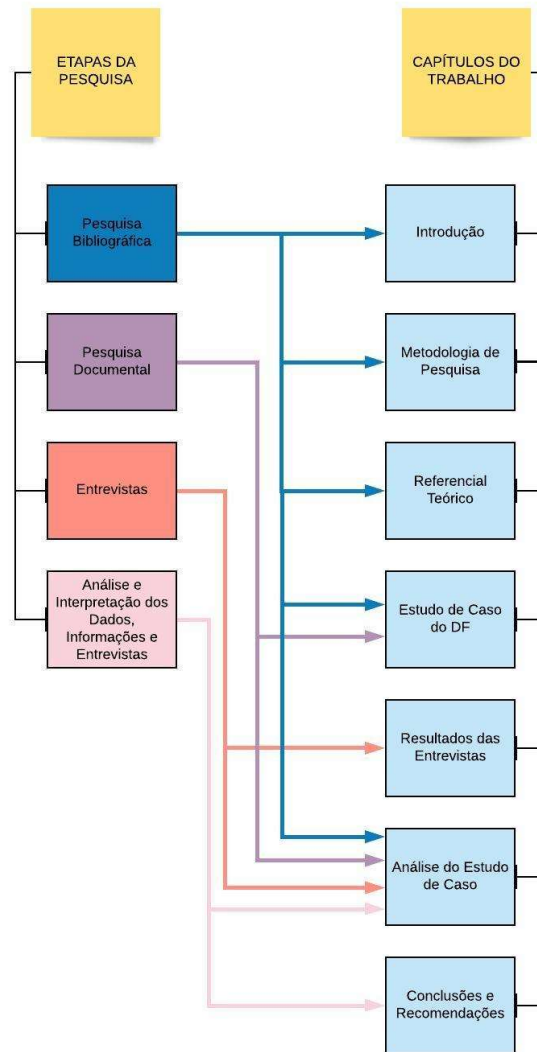 ETAPAS DA
PESQUISA
CAPÍTULOS DO
TRABALHO
Pesquisa
Bibliográfica
Introdução
Pesquisa
Documental
Metodologia de
Pesquisa
Entrevistas
Referencial
Teórico
Análise e
Interpretação dos
Dados,
Informações e
Entrevistas
Estudo de Caso
do DF
Resultados das
Entrevistas
Análise do Estudo
de Caso
Conclusões e
Recomendações